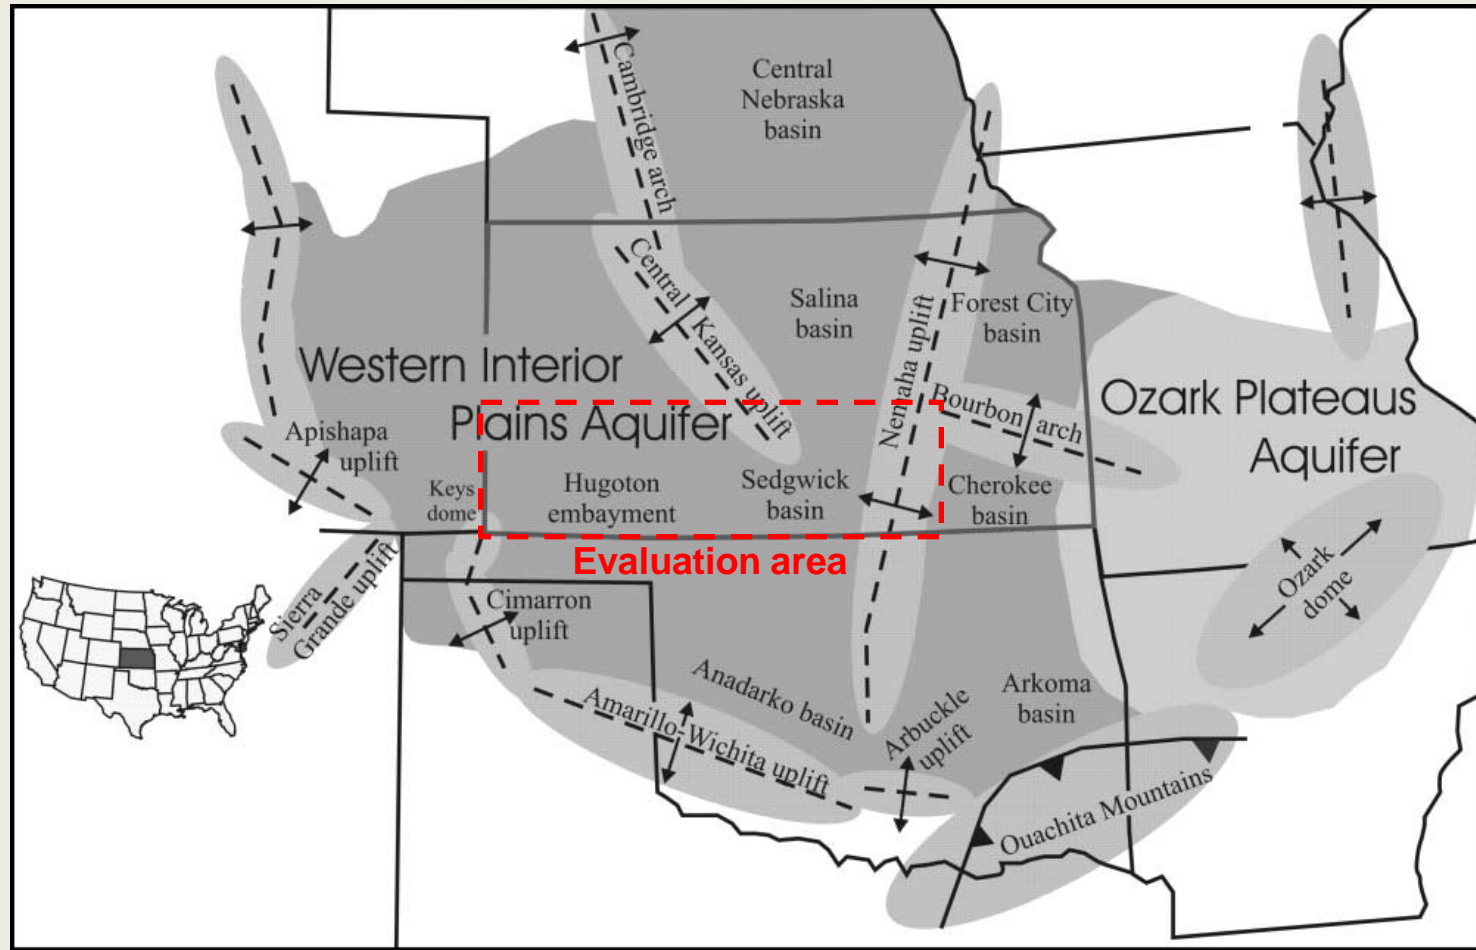 Central
Nebraska
basin
Cambridge arch
Central Kansas uplift
Salina
basin
Nemaha uplift
Forest City
basin
Western Interior
Plains Aquifer
Bourbon arch
Ozark Plateaus
Aquifer
Apishapa
uplift
Keys
dome
Hugoton
embayment
Sedgwick
basin
Cherokee
basin
Evaluation area
Sierra
Grande uplift
Cimarron
uplift
Ozark
dome
Anadarko basin
Amarillo-Wichita uplift
Arbuckle
uplift
Arkoma
basin
Ouachita Mountains